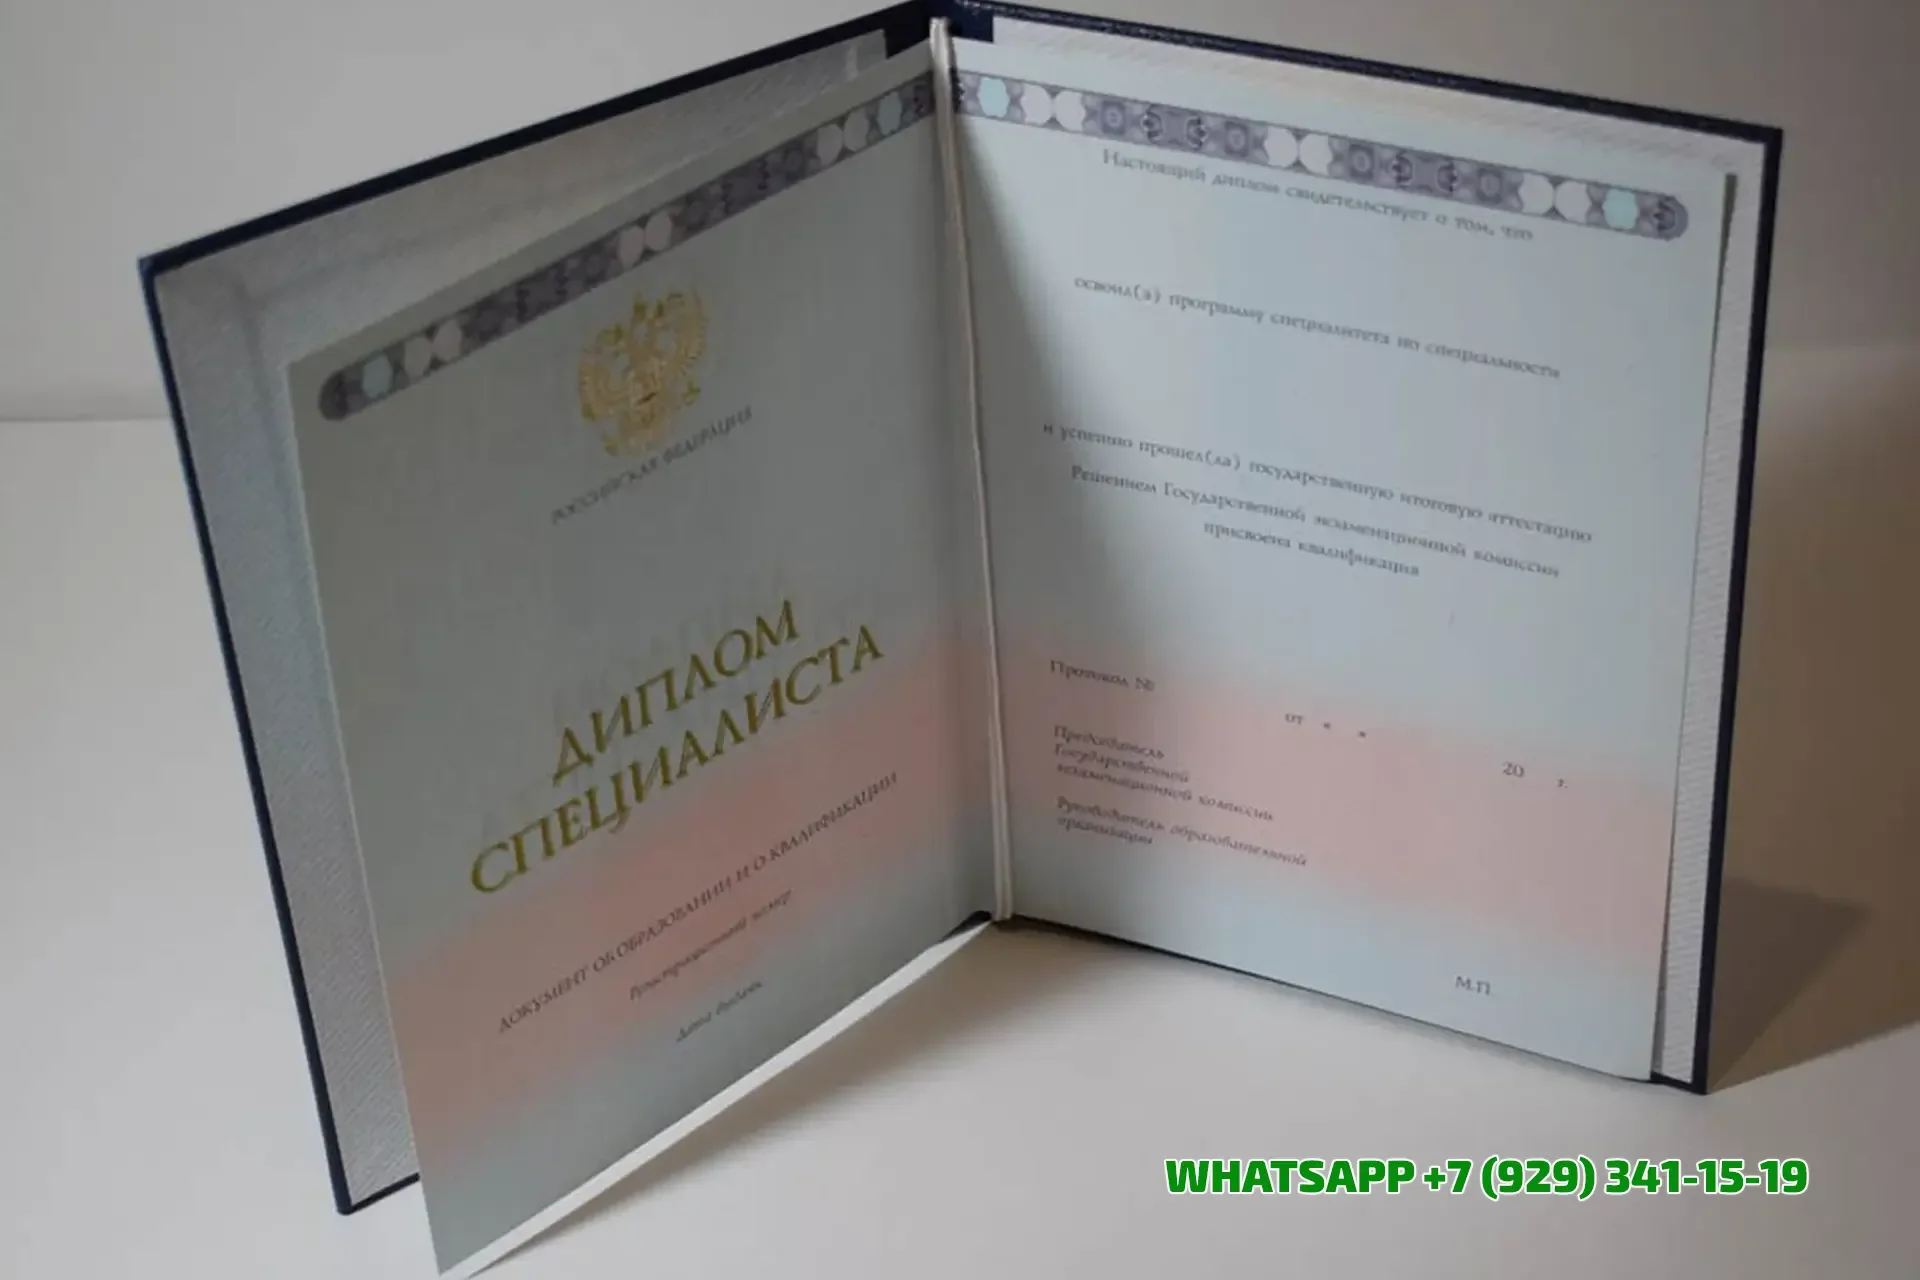 РОССИЙСКАЯ ФЕДЕРАЦИЯ
ДИПЛОМ
СПЕЦИАЛИСТА
ДОКУМЕНТ ОБ ОБРАЗОВАНИИ И О КВАЛИФИКАЦИИ
Регистрационный номер
Дата выдачи
Настоящий диплом свидетельствует о том, что
освоил(а) программу специалитета по специальности
и успешно прошел(ла) государственную итоговую аттестацию
Решением Государственной экзаменационной комиссии
присвоена квалификация
Протокол №
от « »
20 г.
Председатель
Государственной
экзаменационной комиссии
Руководитель образовательной
организации
М.П.
WHATSAPP +7 (929) 341-15-19